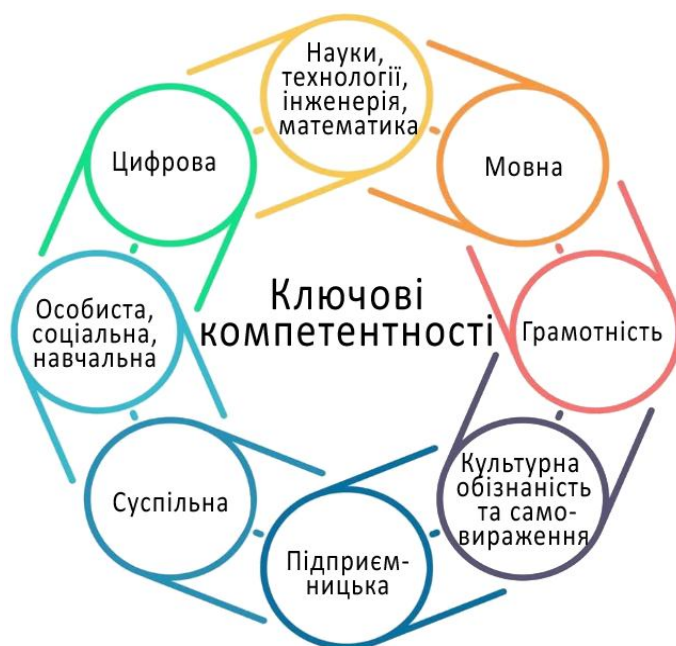 Науки,
технології,
інженерія,
математика
Мовна
Грамотність
Культурна
обізнаність
та само-
вираження
Підприєм-
ницька
Суспільна
Особиста,
соціальна,
навчальна
Цифрова
Ключові
компетентності